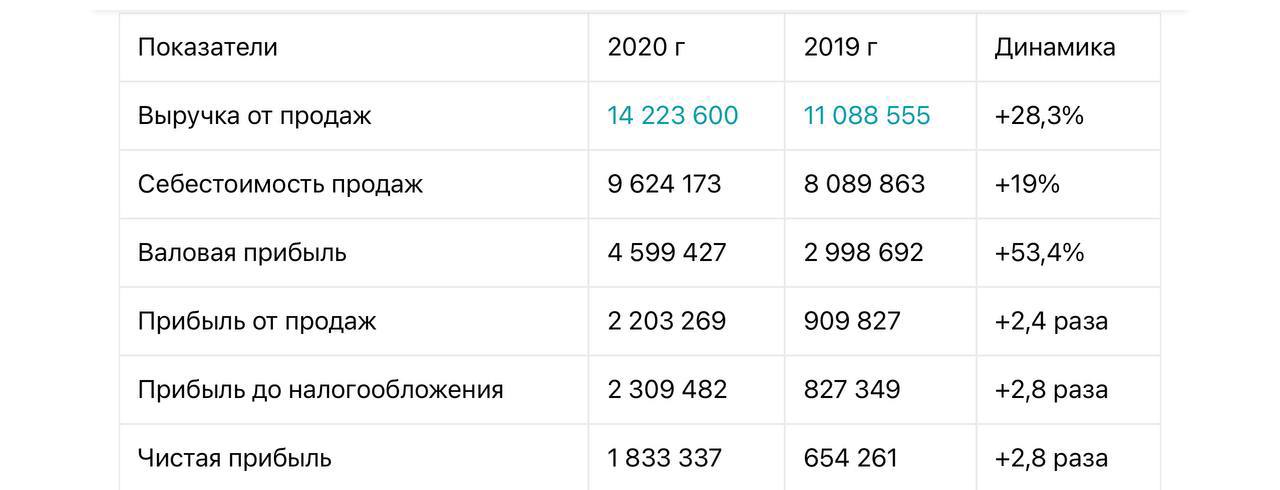 Показатели 2020 г 2019 г Динамика
Выручка от продаж 14 223 600 11 088 555 +28,3%
Себестоимость продаж 9 624 173 8 089 863 +19%
Валовая прибыль 4 599 427 2 998 692 +53,4%
Прибыль от продаж 2 203 269 909 827 +2,4 раза
Прибыль до налогообложения 2 309 482 827 349 +2,8 раза
Чистая прибыль 1 833 337 654 261 +2,8 раза